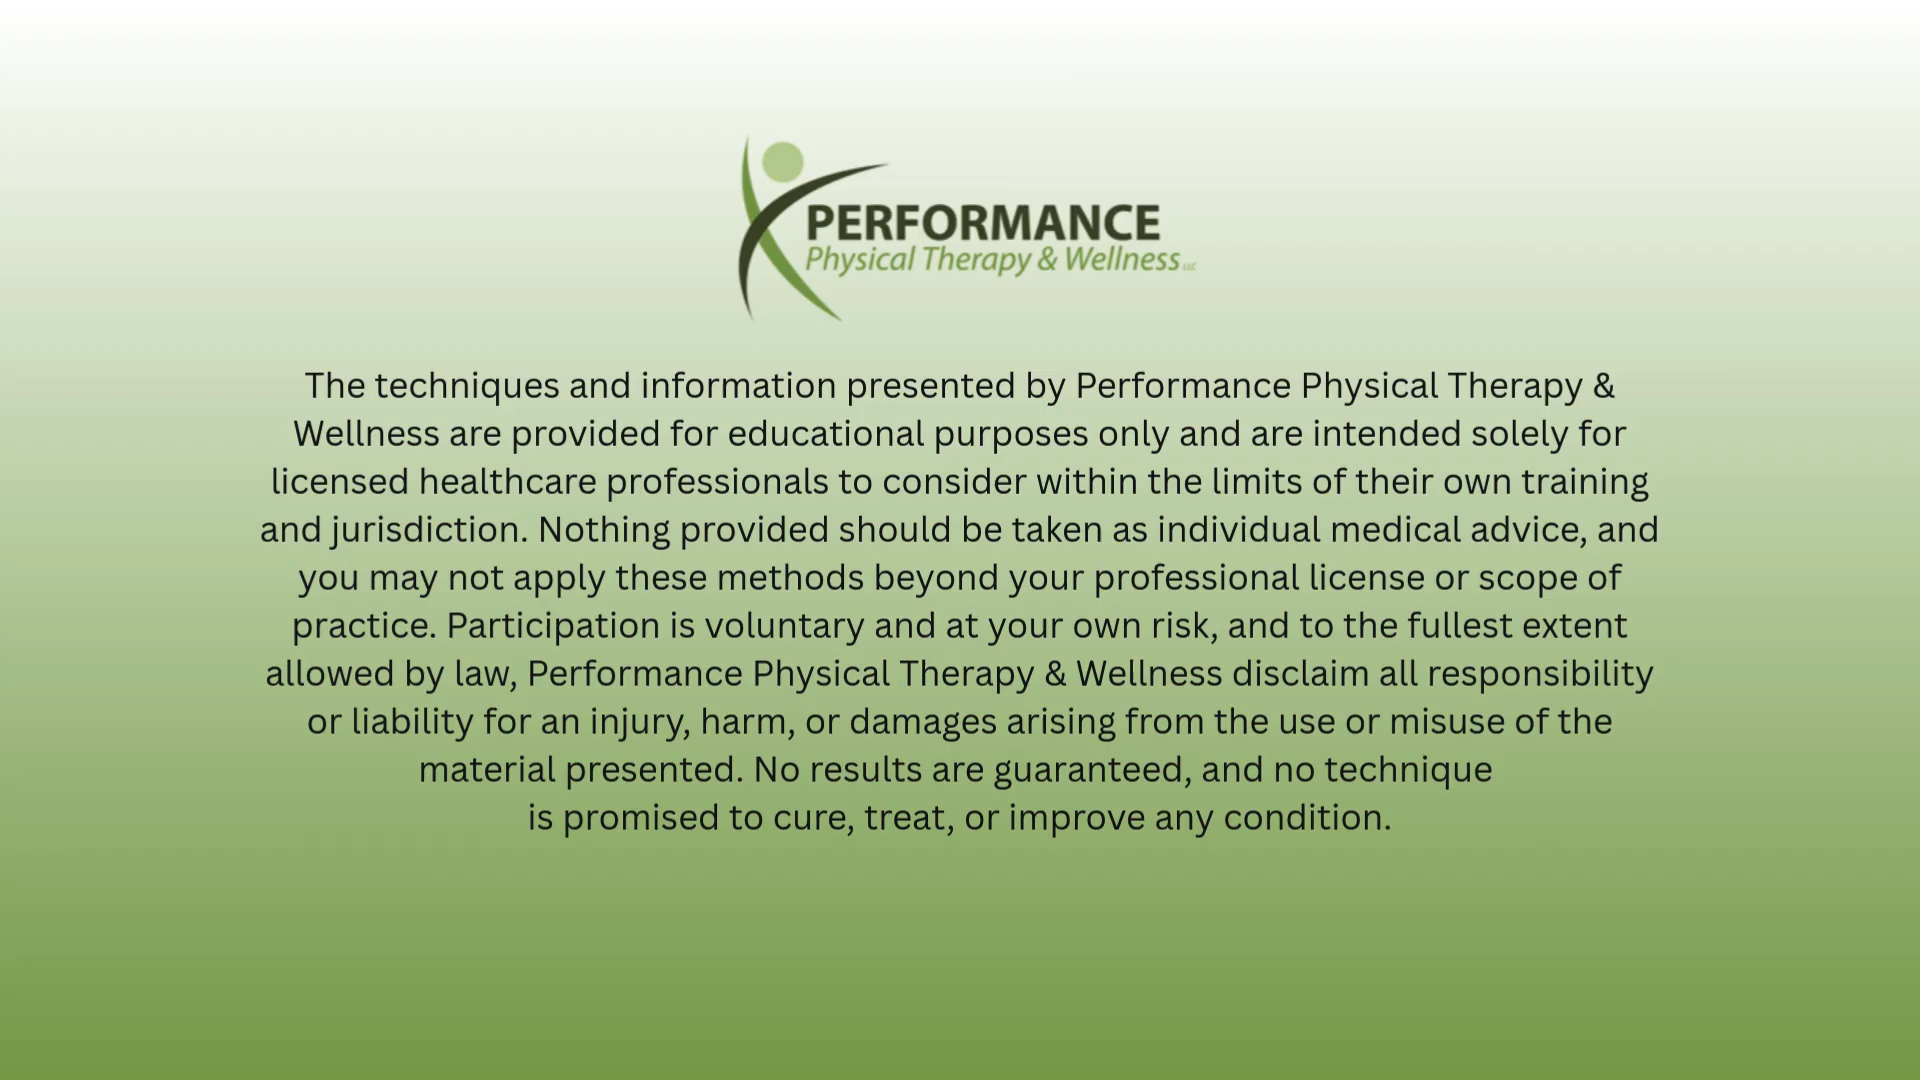 PERFORMANCE
Physical Therapy & Wellness LLC
The techniques and information presented by Performance Physical Therapy &
Wellness are provided for educational purposes only and are intended solely for
licensed healthcare professionals to consider within the limits of their own training
and jurisdiction. Nothing provided should be taken as individual medical advice, and
you may not apply these methods beyond your professional license or scope of
practice. Participation is voluntary and at your own risk, and to the fullest extent
allowed by law, Performance Physical Therapy & Wellness disclaim all responsibility
or liability for an injury, harm, or damages arising from the use or misuse of the
material presented. No results are guaranteed, and no technique
is promised to cure, treat, or improve any condition.